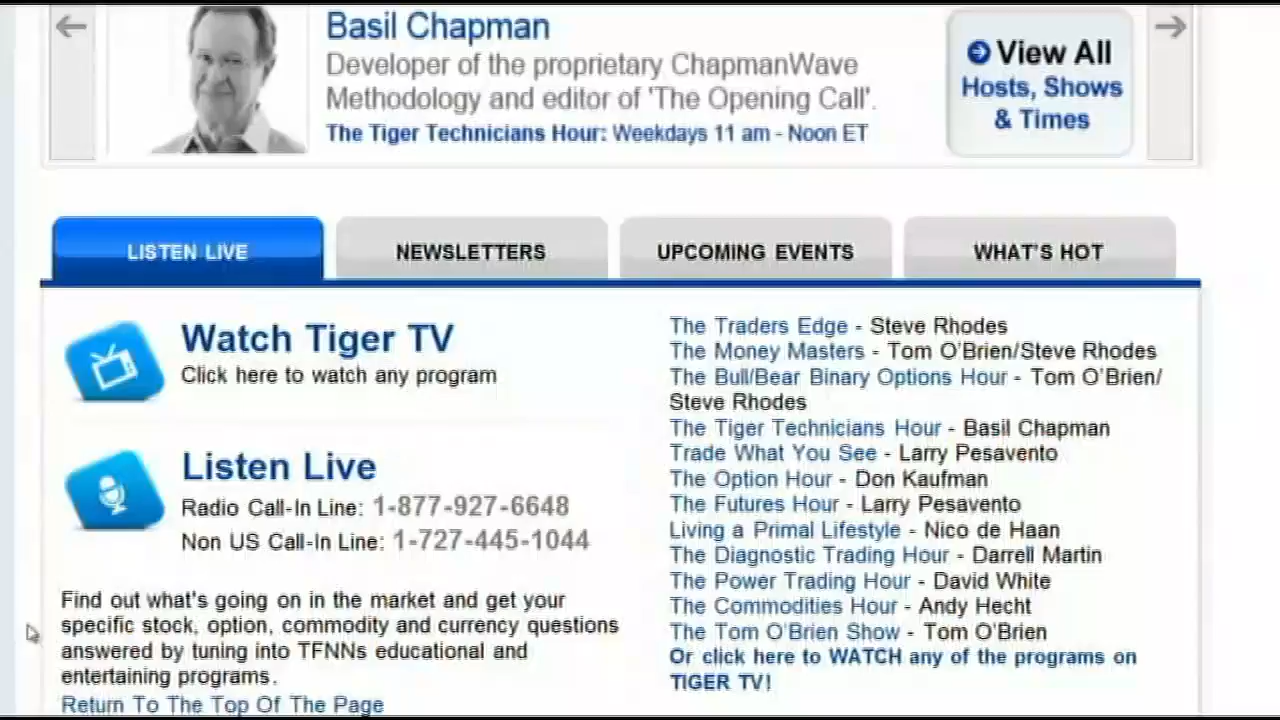 Basil Chapman
Developer of the proprietary ChapmanWave
Methodology and editor of 'The Opening Call'.
The Tiger Technicians Hour: Weekdays 11 am - Noon ET
View All
Hosts, Shows
& Times
LISTEN LIVE
NEWSLETTERS
UPCOMING EVENTS
WHAT'S HOT
Watch Tiger TV
Click here to watch any program
Listen Live
Radio Call-In Line: 1-877-927-6648
Non US Call-In Line: 1-727-445-1044
Find out what's going on in the market and get your
specific stock, option, commodity and currency questions
answered by tuning into TFNNs educational and
entertaining programs.
Return To The Top Of The Page
The Traders Edge - Steve Rhodes
The Money Masters - Tom O'Brien/Steve Rhodes
The Bull/Bear Binary Options Hour - Tom O'Brien/
Steve Rhodes
The Tiger Technicians Hour - Basil Chapman
Trade What You See - Larry Pesavento
The Option Hour - Don Kaufman
The Futures Hour - Larry Pesavento
Living a Primal Lifestyle - Nico de Haan
The Diagnostic Trading Hour - Darrell Martin
The Power Trading Hour - David White
The Commodities Hour - Andy Hecht
The Tom O'Brien Show - Tom O'Brien
Or click here to WATCH any of the programs on
TIGER TV!